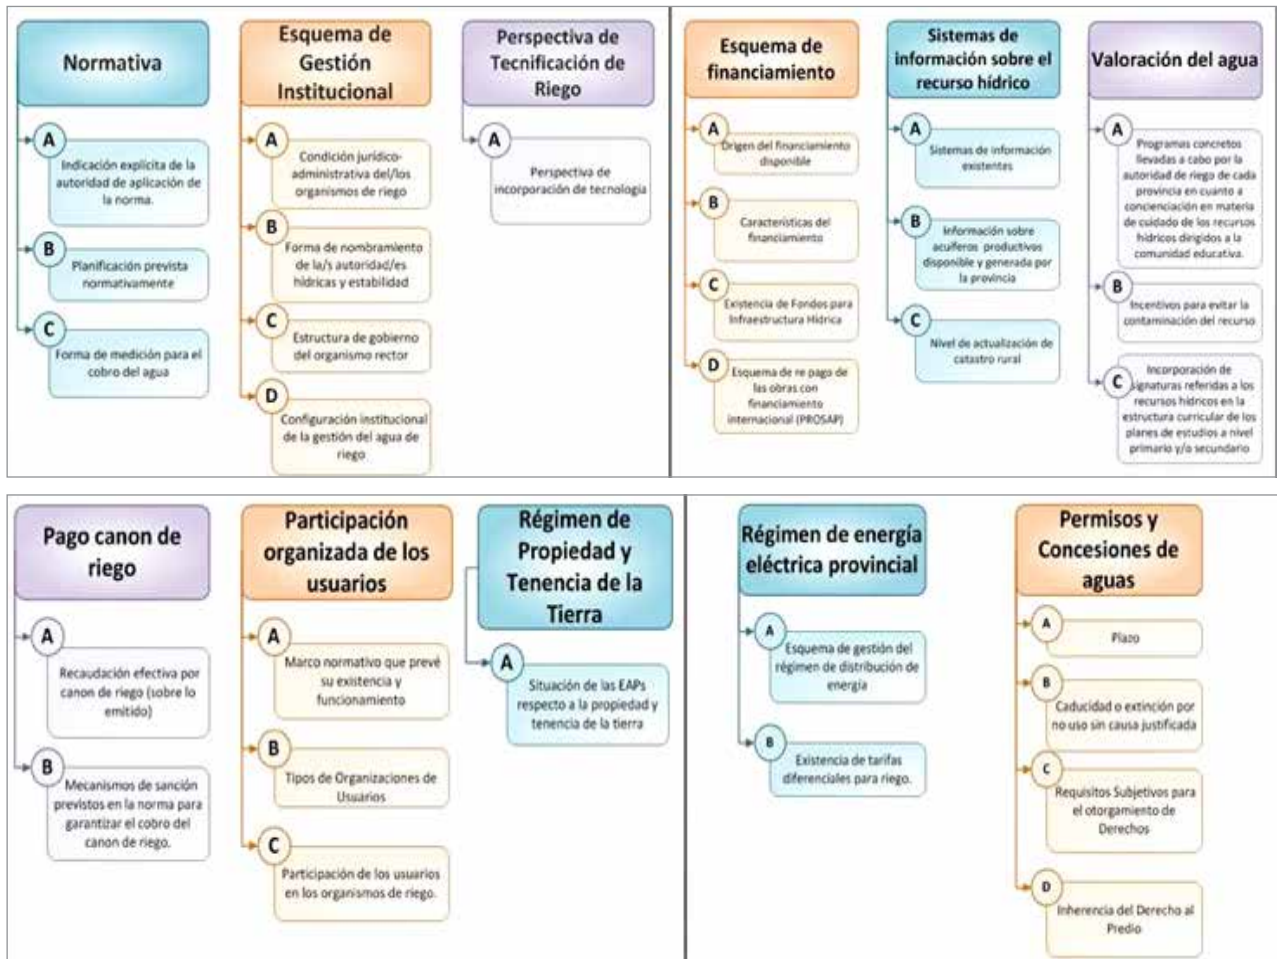 Normativa
A
Indicación explícita de la
autoridad de aplicación de
la norma.
B
Planificación prevista
normativamente
C
Forma de medición para el
cobro del agua
Esquema de
Gestión
Institucional
A
Condición jurídico-
administrativa del/los
organismos de riego
B
Forma de nombramiento
de la/s autoridad/es
hídricas y estabilidad
C
Estructura de gobierno
del organismo rector
D
Configuración institucional
de la gestión del agua de
riego
Perspectiva de
Tecnificación de
Riego
A
Perspectiva de
incorporación de tecnología
Esquema de
financiamiento
A
Origen del financiamiento
disponible
B
Características del
financiamiento
C
Existencia de Fondos para
Infraestructura Hídrica
D
Esquema de re pago de
las obras con
financiamiento
internacional (PROSAP)
Sistemas de
información sobre el
recurso hídrico
A
Sistemas de información
existentes
B
Información sobre
acuíferos productivos
disponible y generada por
la provincia
C
Nivel de actualización de
catastro rural
Valoración del agua
A
Programas concretos
llevadas a cabo por la
autoridad de riego de cada
provincia en cuanto a
concienciación en materia
de cuidado de los recursos
hídricos dirigidos a la
comunidad educativa.
B
Incentivos para evitar la
contaminación del recurso
C
Incorporación de
signaturas referidas a los
recursos hídricos en la
estructura curricular de los
planes de estudios a nivel
primario y/o secundario
Pago canon de
riego
A
Recaudación efectiva por
canon de riego (sobre lo
emitido)
B
Mecanismos de sanción
previstos en la norma para
garantizar el cobro del
canon de riego.
Participación
organizada de los
usuarios
A
Marco normativo que prevé
su existencia y
funcionamiento
B
Tipos de Organizaciones de
Usuarios
C
Participación de los usuarios
en los organismos de riego.
Régimen de
Propiedad y
Tenencia de la
Tierra
A
Situación de las EAPs
respecto a la propiedad y
tenencia de la tierra
Régimen de energía
eléctrica provincial
A
Esquema de gestión del
régimen de distribución de
energía
B
Existencia de tarifas
diferenciales para riego.
Permisos y
Concesiones de
aguas
A
Plazo
B
Caducidad o extinción por
no uso sin causa justificada
C
Requisitos Subjetivos para
el otorgamiento de
Derechos
D
Inherencia del Derecho al
Predio